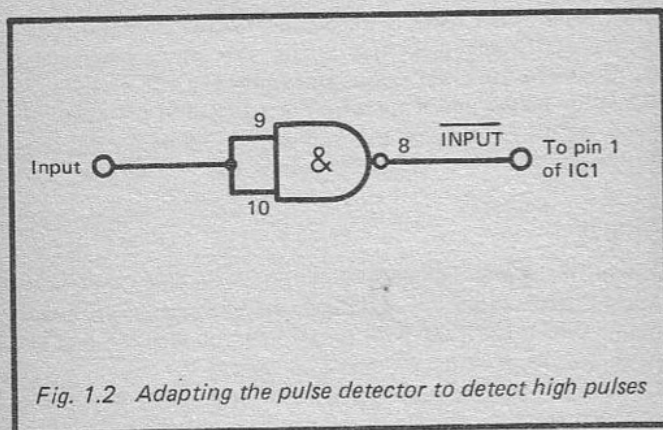 9
Input
&
8
INPUT
To pin 1
of IC1
10
Fig. 1.2 Adapting the pulse detector to detect high pulses